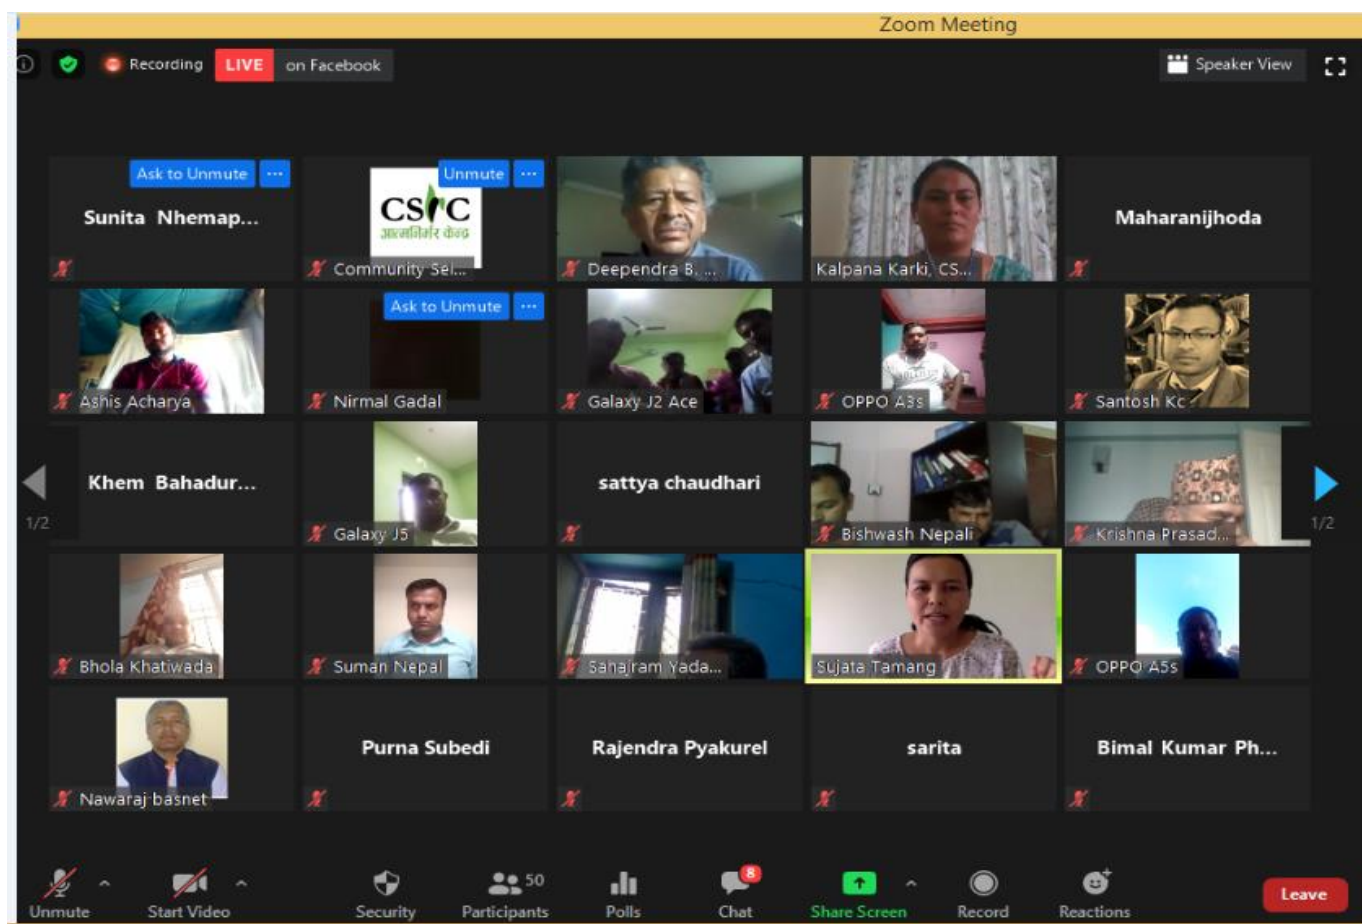 Zoom Meeting
Recording LIVE on Facebook
Speaker View
Ask to Unmute ...
Sunita Nhemap...
Unmute ...
CSRC
आत्मनिर्भर केन्द्र
Community Sel...
Deependra B. ...
Kalpana Karki, CS...
Maharanijhoda
Ashis Acharya
Ask to Unmute ...
Nirmal Gadal
Galaxy J2 Ace
OPPO A3s
Santosh Kc
1/2
Khem Bahadur...
Galaxy J5
sattya chaudhari
Bishwash Nepali
Krishna Prasad...
1/2
Bhola Khatiwada
Suman Nepal
Sahajram Yada...
Sujata Tamang
OPPO A5s
Nawaraj basnet
Purna Subedi
Rajendra Pyakurel
sarita
Bimal Kumar Ph...
Unmute
Start Video
Security
50
Participants
Polls
8
Chat
Share Screen
Record
Reactions
Leave